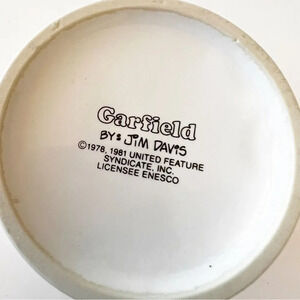 Garfield
BY: JIM DAVIS
©1978, 1981 UNITED FEATURE
SYNDICATE, INC.
LICENSEE ENESCO